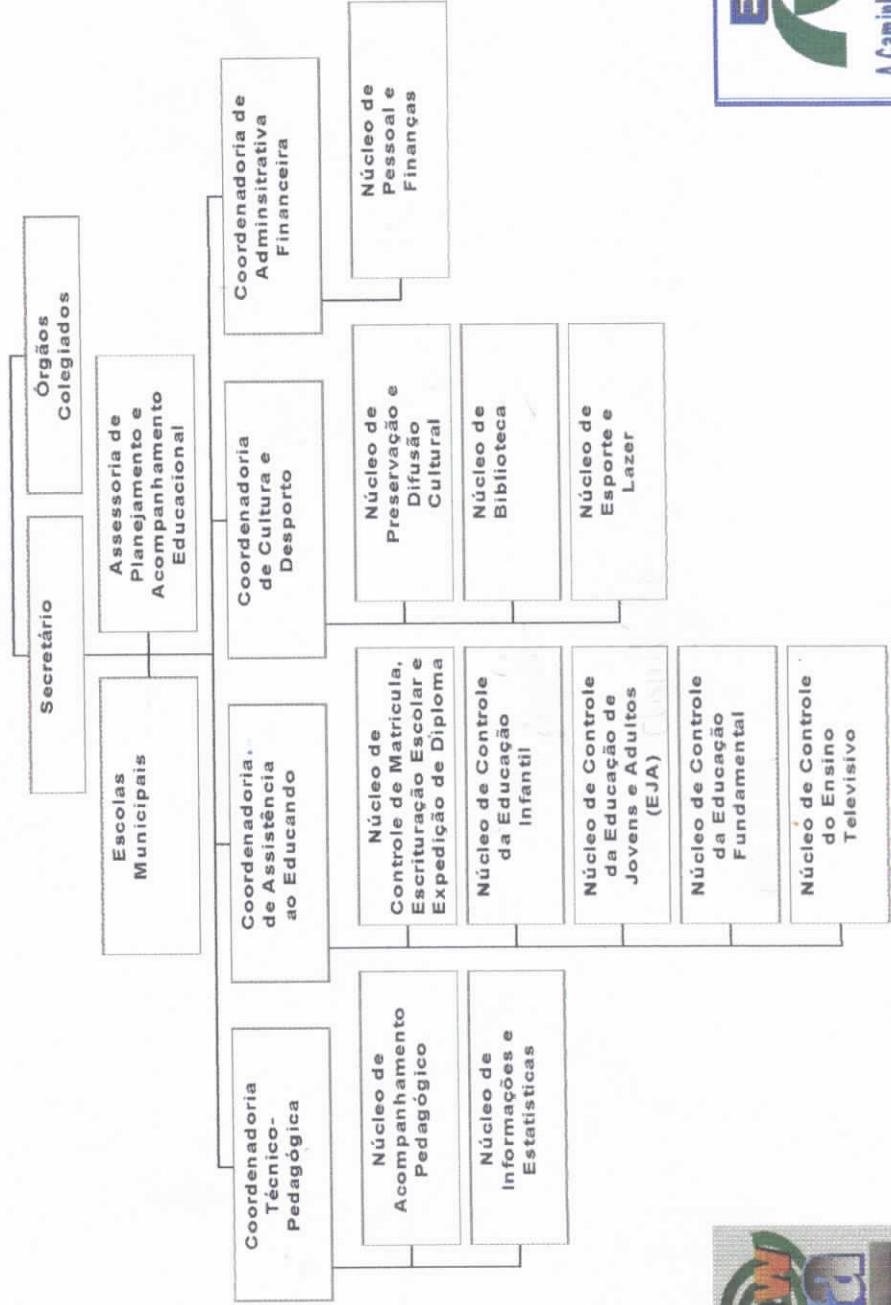 Secretário
Órgãos
Colegiados
Escolas
Municipais
Assessoria de
Planejamento e
Acompanhamento
Educacional
Coordenadoria
Técnico-
Pedagógica
Núcleo de
Acompanhamento
Pedagógico
Núcleo de
Informações e
Estatisticas
Coordenadoria
de Assistência
ao Educando
Núcleo de
Controle de Matricula,
Escrituração Escolar e
Expedição de Diploma
Núcleo de Controle
da Educação
Infantil
Núcleo de Controle
da Educação de
Jovens e Adultos
(EJA)
Núcleo de Controle
da Educação
Fundamental
Núcleo de Controle
do Ensino
Televisivo
Coordenadoria
de Cultura e
Desporto
Núcleo de
Preservação e
Difusão
Cultural
Núcleo de
Biblioteca
Núcleo de
Esporte e
Lazer
Coordenadoria de
Adminsitrativa
Financeira
Núcleo de
Pessoal e
Finanças